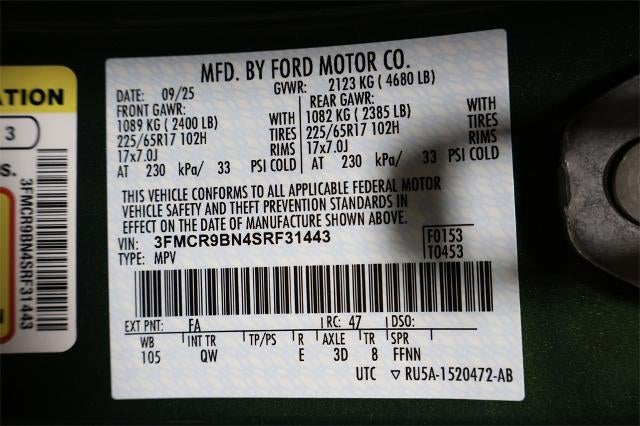 MFD. BY FORD MOTOR CO.
DATE: 09/25 GVWR: 2123 KG (4680 LB)
FRONT GAWR: REAR GAWR:
1089 KG (2400 LB) WITH 1082 KG (2385 LB) WITH
225/65R17 102H TIRES 225/65R17 102H TIRES
17x7.0J RIMS 17x7.0J RIMS
AT 230 kPa/ 33 PSI COLD AT 230 kPa/ 33 PSI COLD
THIS VEHICLE CONFORMS TO ALL APPLICABLE FEDERAL MOTOR
VEHICLE SAFETY AND THEFT PREVENTION STANDARDS IN
EFFECT ON THE DATE OF MANUFACTURE SHOWN ABOVE.
VIN: 3FMCR9BN4SRF31443 F0153
TYPE: MPV T0453
EXT PNT: FA RC: 47 DSO:
WB INT TR TP/PS R AXLE TR SPR
105 QW E 3D 8 FFNN
UTC ▽ RU5A-1520472-AB
ATION
3
S.
3FMCR9BN4SRF31443